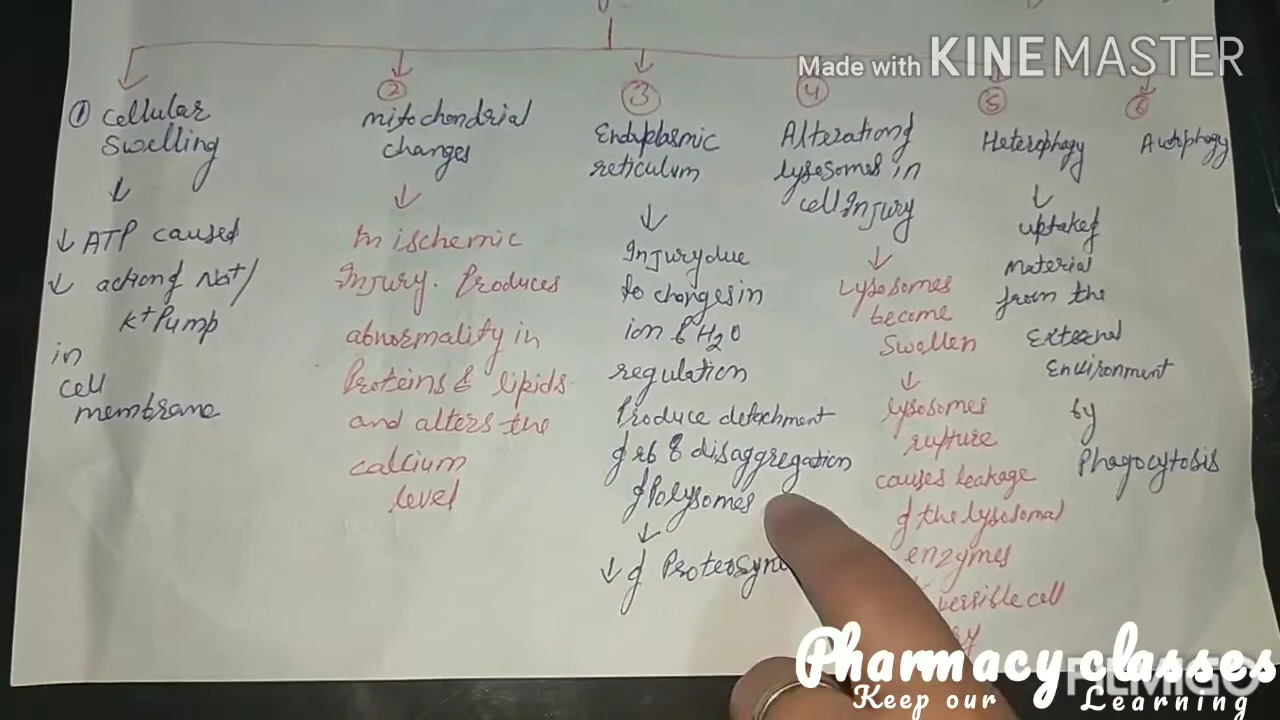 Made with KINEMASTER
① Cellular
Swelling
↓
↓ ATP caused
↓ action of Na+/
K+ Pump
in
cell
membrane
②
mitochondrial
changes
↓
In ischemic
Injury. Produces
abnormality in
Proteins & lipids
and alters the
calcium
level
③
Endoplasmic
reticulum
↓
Injury due
to changes in
ion & H2O
regulation
Produce detachment
of rb & disaggregation
of Polysomes
↓
↓ of
④
Alteration of
lysosomes in
cell Injury
↓
Lysosomes
become
Swollen
↓
lysosomes
rupture
causes leakage
of the lysosomal
enzymes
cell
⑤
Heterophagy
↓
uptake of
Material
from the
External
Environment
by
Phagocytosis
⑥
Autophagy
Pharmacy classes
Keep our Learning
FILMIGO